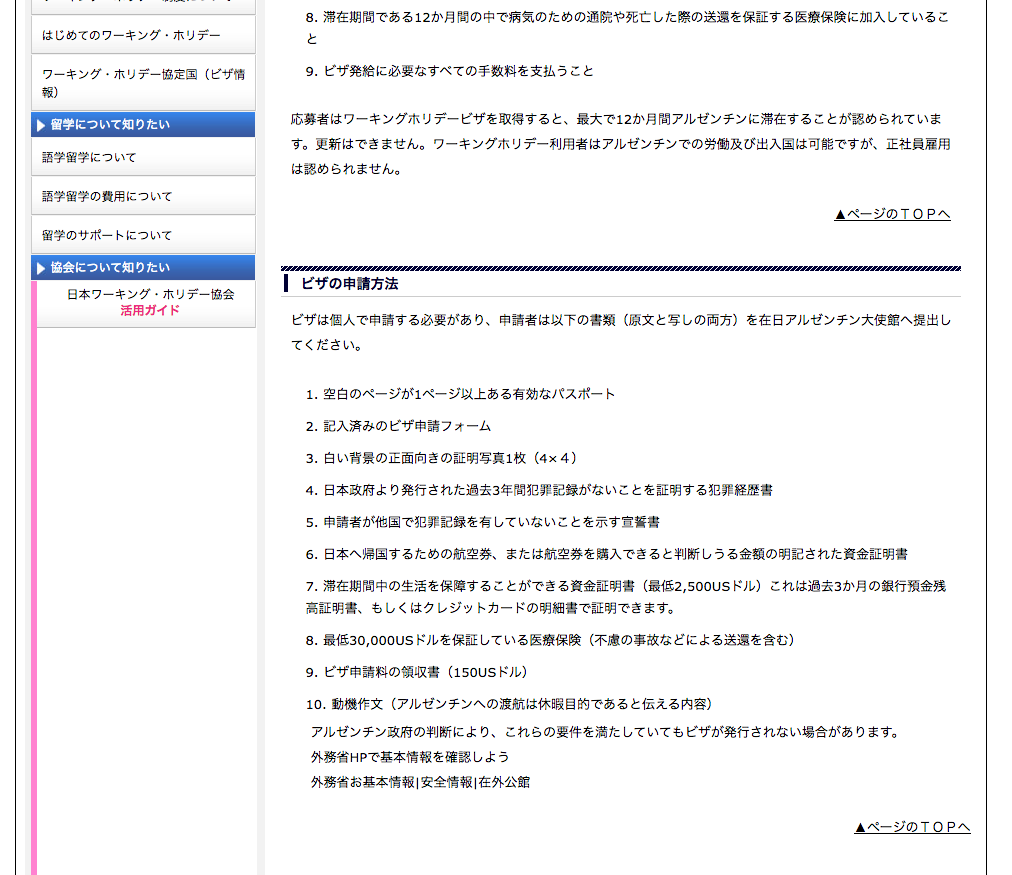 はじめてのワーキング・ホリデー
ワーキング・ホリデー協定国（ビザ情
報）
留学について知りたい
語学留学について
語学留学の費用について
留学のサポートについて
協会について知りたい
日本ワーキング・ホリデー協会
活用ガイド
8. 滞在期間である12か月間の中で病気のための通院や死亡した際の送還を保証する医療保険に加入しているこ
と
9. ビザ発給に必要なすべての手数料を支払うこと
応募者はワーキングホリデービザを取得すると、最大で12か月間アルゼンチンに滞在することが認められていま
す。更新はできません。ワーキングホリデー利用者はアルゼンチンでの労働及び出入国は可能ですが、正社員雇用
は認められません。
▲ページのＴＯＰへ
ビザの申請方法
ビザは個人で申請する必要があり、申請者は以下の書類（原文と写しの両方）を在日アルゼンチン大使館へ提出し
てください。
1. 空白のページが1ページ以上ある有効なパスポート
2. 記入済みのビザ申請フォーム
3. 白い背景の正面向きの証明写真1枚（4×４）
4. 日本政府より発行された過去3年間犯罪記録がないことを証明する犯罪経歴書
5. 申請者が他国で犯罪記録を有していないことを示す宣誓書
6. 日本へ帰国するための航空券、または航空券を購入できると判断しうる金額の明記された資金証明書
7. 滞在期間中の生活を保障することができる資金証明書（最低2,500USドル）これは過去3か月の銀行預金残
高証明書、もしくはクレジットカードの明細書で証明できます。
8. 最低30,000USドルを保証している医療保険（不慮の事故などによる送還を含む）
9. ビザ申請料の領収書（150USドル）
10. 動機作文（アルゼンチンへの渡航は休暇目的であると伝える内容）
アルゼンチン政府の判断により、これらの要件を満たしていてもビザが発行されない場合があります。
外務省HPで基本情報を確認しよう
外務省お基本情報|安全情報|在外公館
▲ページのＴＯＰへ